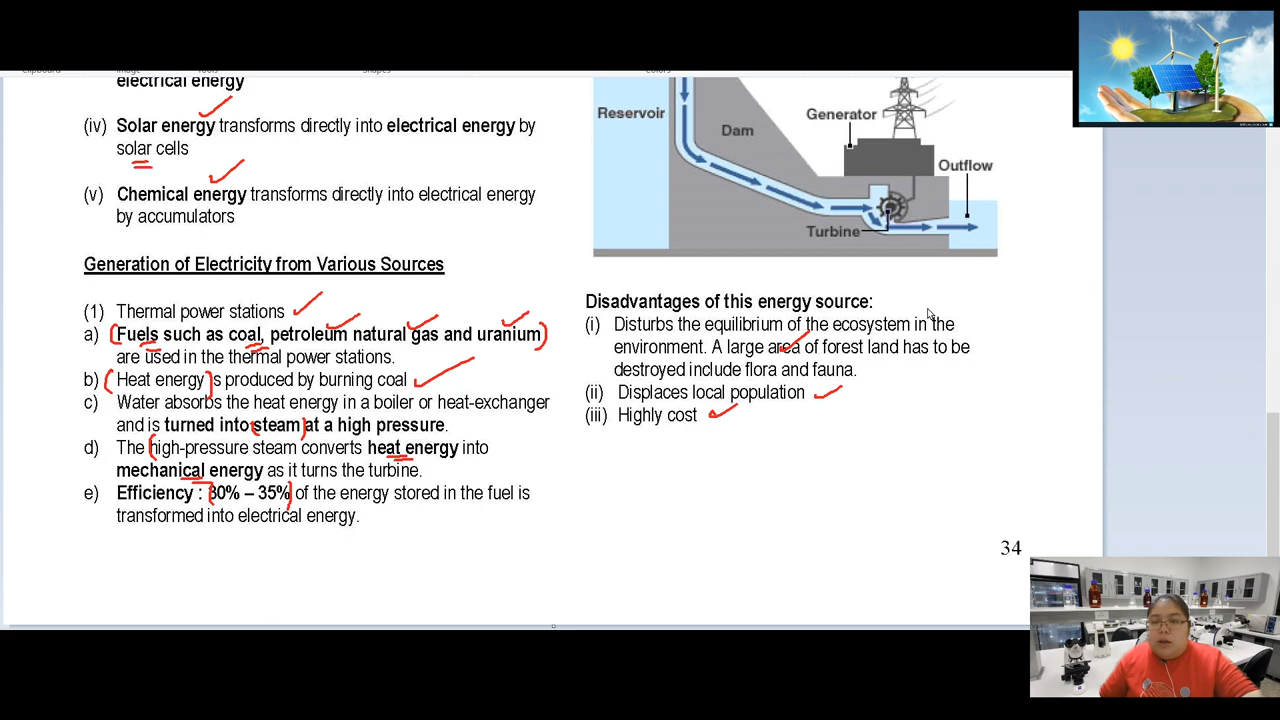 electrical energy
(iv) Solar energy transforms directly into electrical energy by
solar cells
(v) Chemical energy transforms directly into electrical energy
by accumulators
Generation of Electricity from Various Sources
(1) Thermal power stations
a) Fuels such as coal, petroleum natural gas and uranium
are used in the thermal power stations.
b) Heat energy is produced by burning coal
c) Water absorbs the heat energy in a boiler or heat-exchanger
and is turned into steam at a high pressure.
d) The high-pressure steam converts heat energy into
mechanical energy as it turns the turbine.
e) Efficiency : 30% – 35% of the energy stored in the fuel is
transformed into electrical energy.
Reservoir
Dam
Generator
Outflow
Turbine
Disadvantages of this energy source:
(i) Disturbs the equilibrium of the ecosystem in the
environment. A large area of forest land has to be
destroyed include flora and fauna.
(ii) Displaces local population
(iii) Highly cost
34